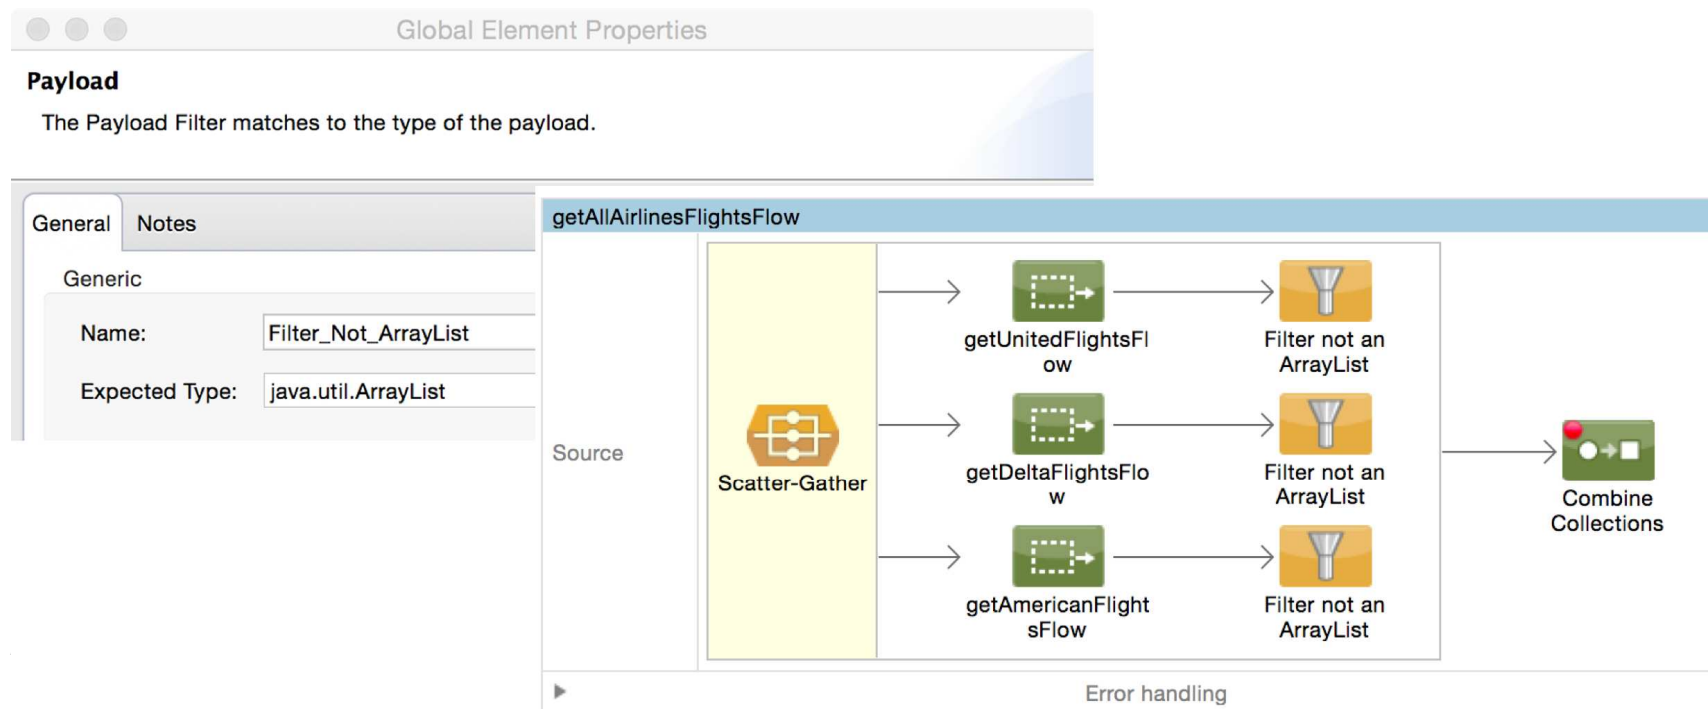 Global Element Properties
Payload
The Payload Filter matches to the type of the payload.
General
Notes
Generic
Name:
Filter_Not_ArrayList
Expected Type:
java.util.ArrayList
getAllAirlinesFlightsFlow
Source
Scatter-Gather
getUnitedFlightsFl
ow
Filter not an
ArrayList
getDeltaFlightsFlo
w
Filter not an
ArrayList
getAmericanFlight
sFlow
Filter not an
ArrayList
Combine
Collections
Error handling